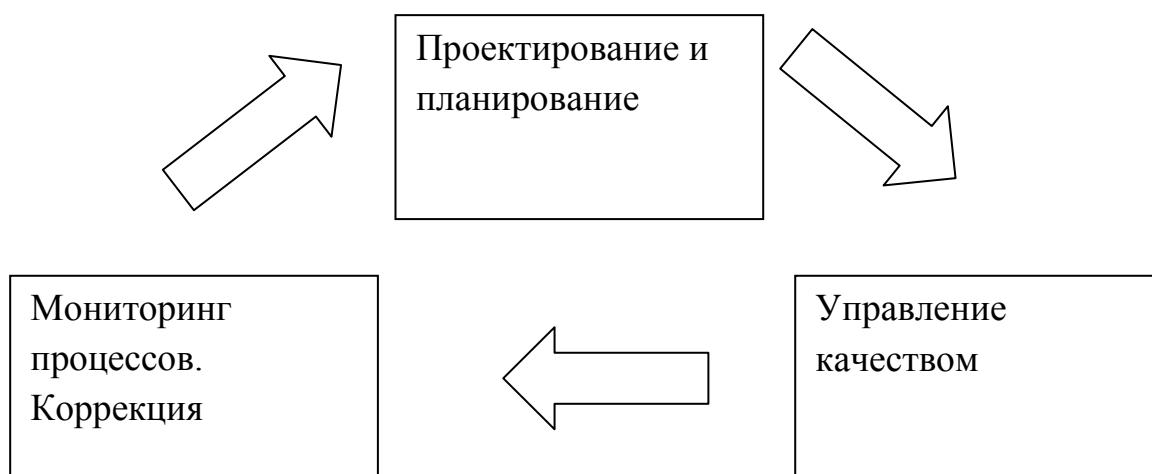 Проектирование и
планирование
Мониторинг
процессов.
Коррекция
Управление
качеством